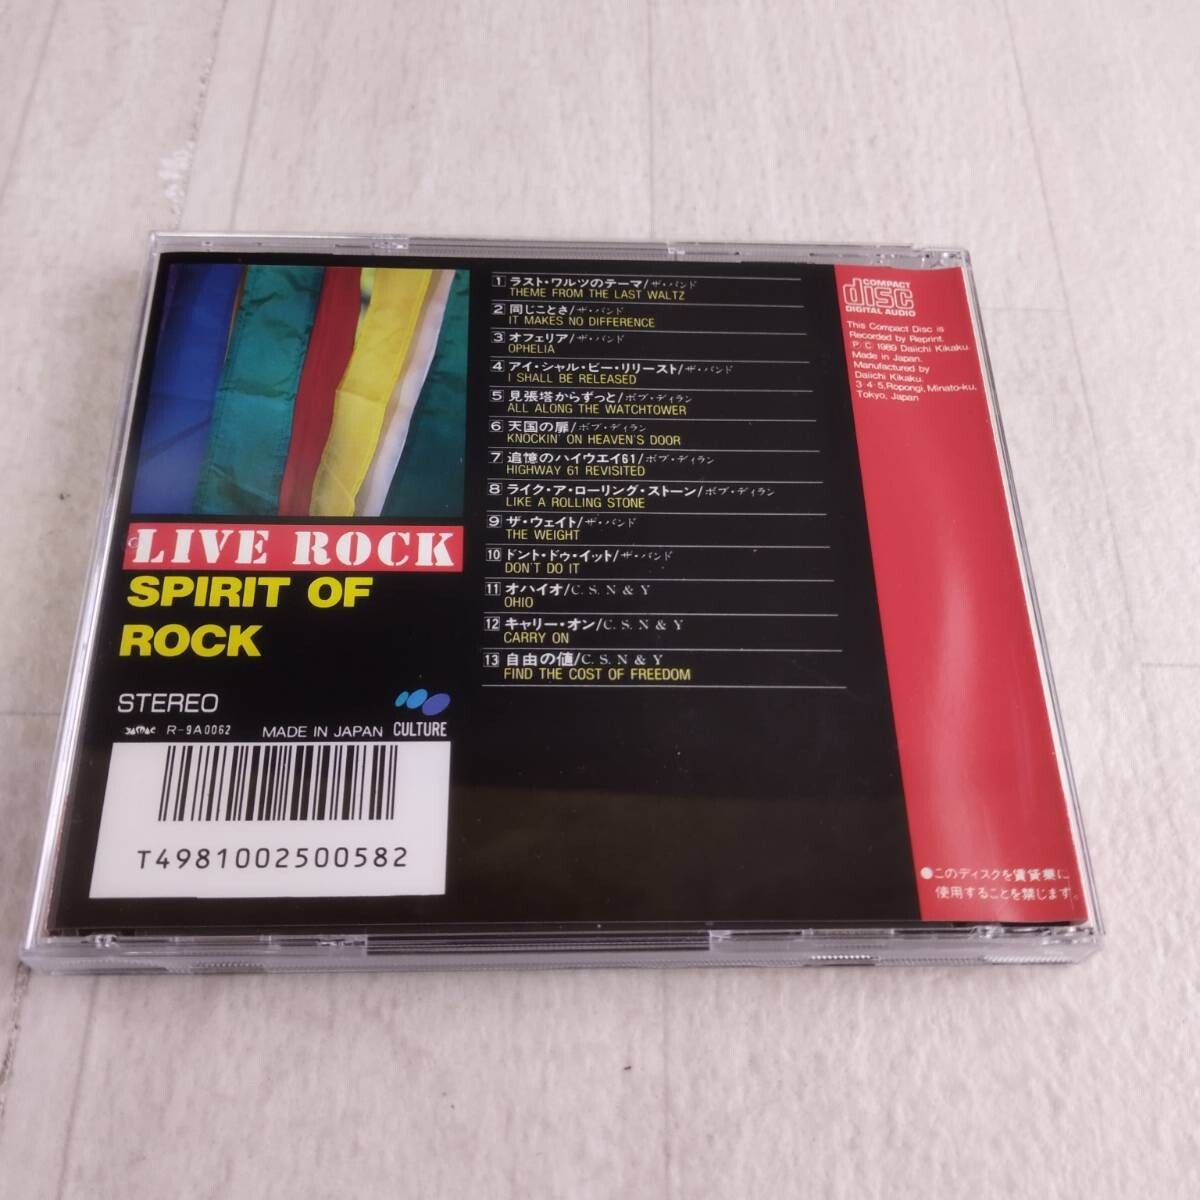 LIVE ROCK
SPIRIT OF
ROCK
STEREO
R-9A0062 MADE IN JAPAN CULTURE
T4981002500582
1 ラスト・ワルツのテーマ/ザ・バンド
THEME FROM THE LAST WALTZ
2 同じことさ/ザ・バンド
IT MAKES NO DIFFERENCE
3 オフェリア/ザ・バンド
OPHELIA
4 アイ・シャル・ビー・リリースト/ザ・バンド
I SHALL BE RELEASED
5 見張塔からずっと/ボブ・ディラン
ALL ALONG THE WATCHTOWER
6 天国の扉/ボブ・ディラン
KNOCKIN' ON HEAVEN'S DOOR
7 追憶のハイウエイ61/ボブ・ディラン
HIGHWAY 61 REVISITED
8 ライク・ア・ローリング・ストーン/ボブ・ディラン
LIKE A ROLLING STONE
9 ザ・ウェイト/ザ・バンド
THE WEIGHT
10 ドント・ドゥ・イット/ザ・バンド
DON'T DO IT
11 オハイオ/C. S. N & Y
OHIO
12 キャリー・オン/C. S. N & Y
CARRY ON
13 自由の値/C. S. N & Y
FIND THE COST OF FREEDOM
COMPACT
disc
DIGITAL AUDIO
This Compact Disc is
Recorded by Reprint.
P/C 1989 Daiichi Kikaku.
Made in Japan.
Manufactured by
Daiichi Kikaku.
3-4-5,Ropongi,Minato-ku,
Tokyo, Japan
●このディスクを賃貸業に
使用することを禁じます。